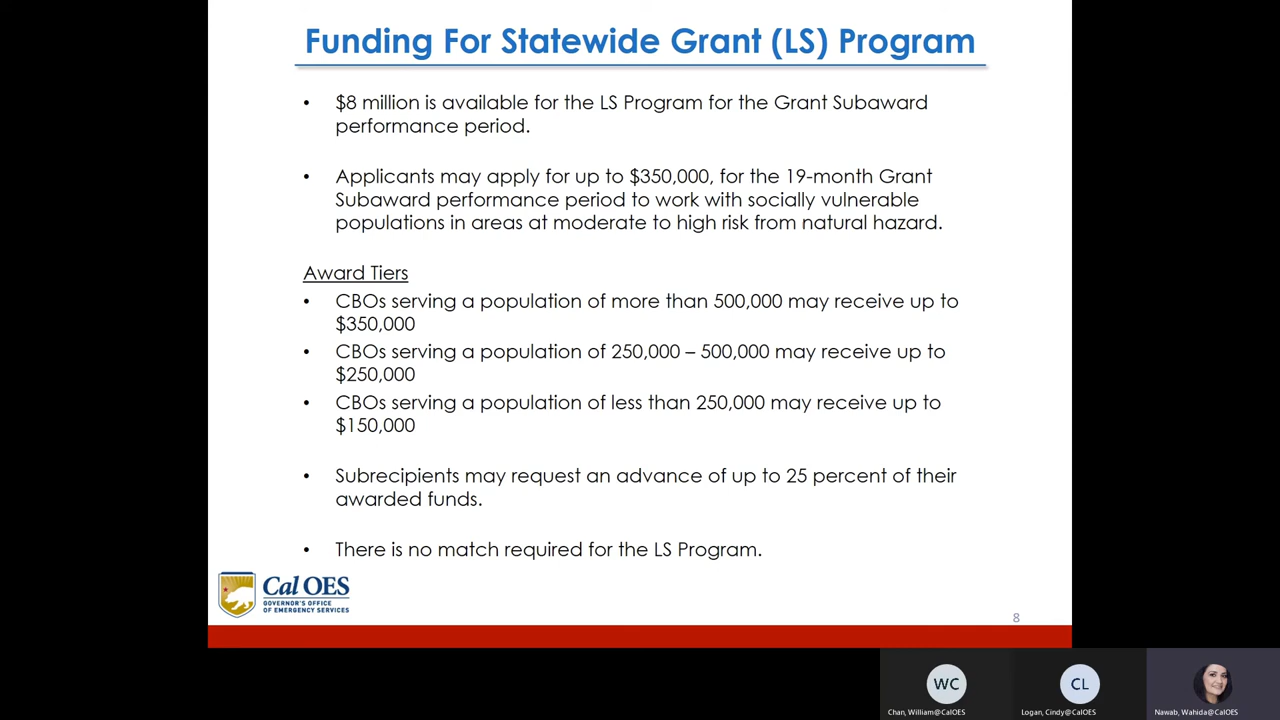 Funding For Statewide Grant (LS) Program
• $8 million is available for the LS Program for the Grant Subaward
performance period.
• Applicants may apply for up to $350,000, for the 19-month Grant
Subaward performance period to work with socially vulnerable
populations in areas at moderate to high risk from natural hazard.
Award Tiers
• CBOs serving a population of more than 500,000 may receive up to
$350,000
• CBOs serving a population of 250,000 – 500,000 may receive up to
$250,000
• CBOs serving a population of less than 250,000 may receive up to
$150,000
• Subrecipients may request an advance of up to 25 percent of their
awarded funds.
• There is no match required for the LS Program.
Cal OES
GOVERNOR'S OFFICE
OF EMERGENCY SERVICES
8
WC
CL
Chan, William@CalOES
Logan, Cindy@CalOES
Nawab, Wahida@CalOES